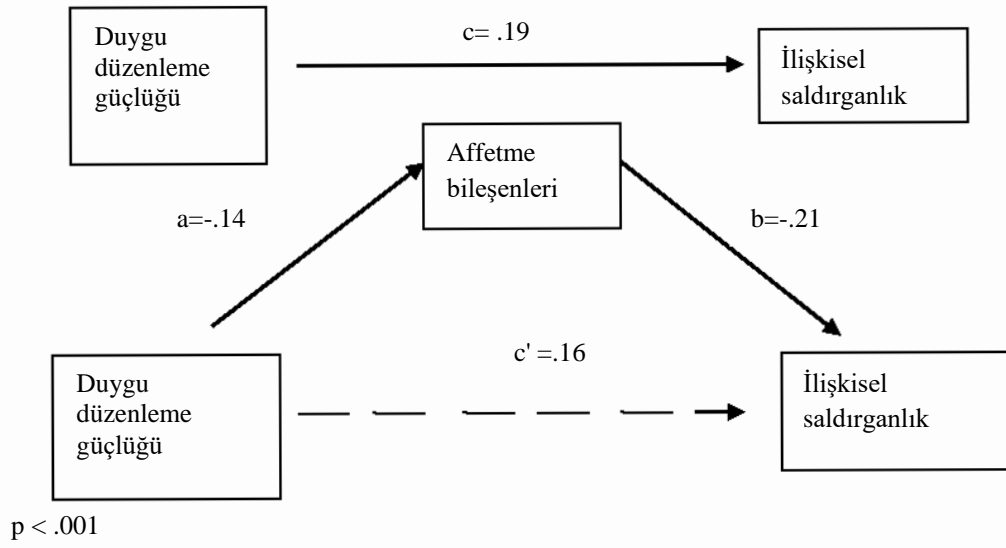 Duygu
düzenleme
güçlüğü
c= .19
İlişkisel
saldırganlık
Affetme
bileşenleri
a=-.14
b=-.21
Duygu
düzenleme
güçlüğü
c' =.16
İlişkisel
saldırganlık
p < .001